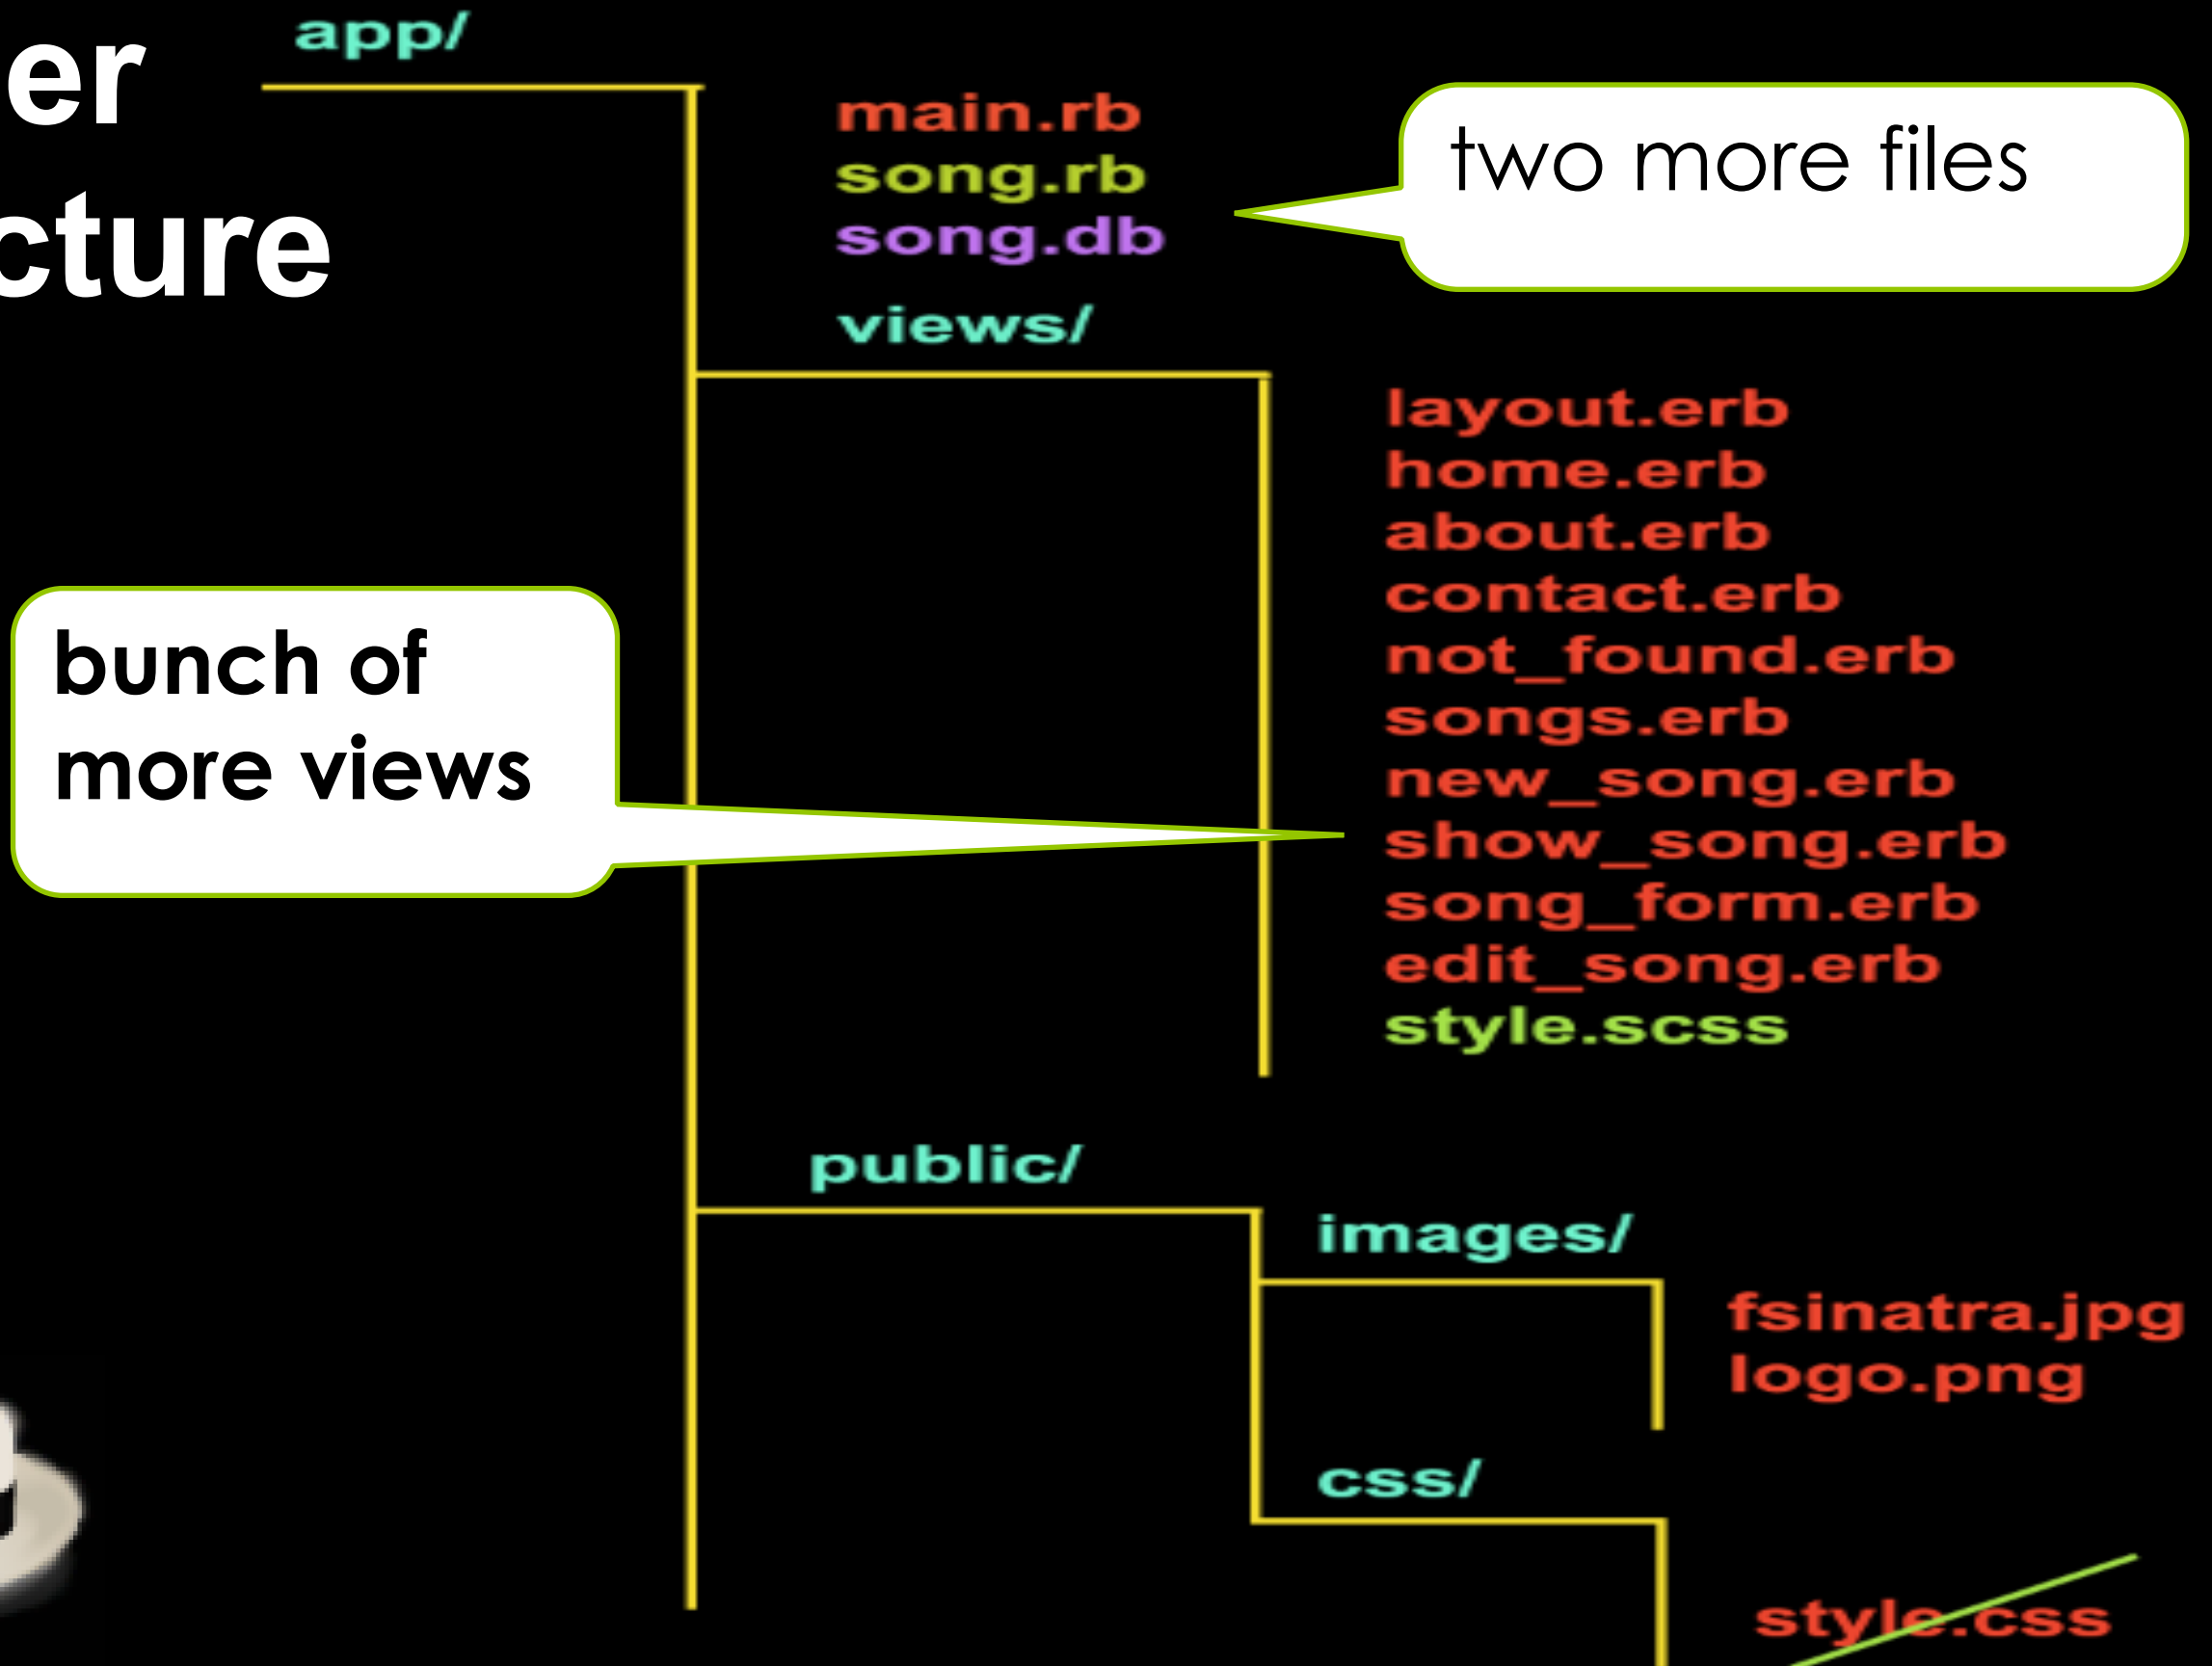 er
cture
app/
main.rb
song.rb
song.db
two more files
views/
layout.erb
home.erb
about.erb
contact.erb
not_found.erb
songs.erb
new_song.erb
show_song.erb
song_form.erb
edit_song.erb
style.scss
bunch of
more views
public/
images/
fsinatra.jpg
logo.png
css/
style.css